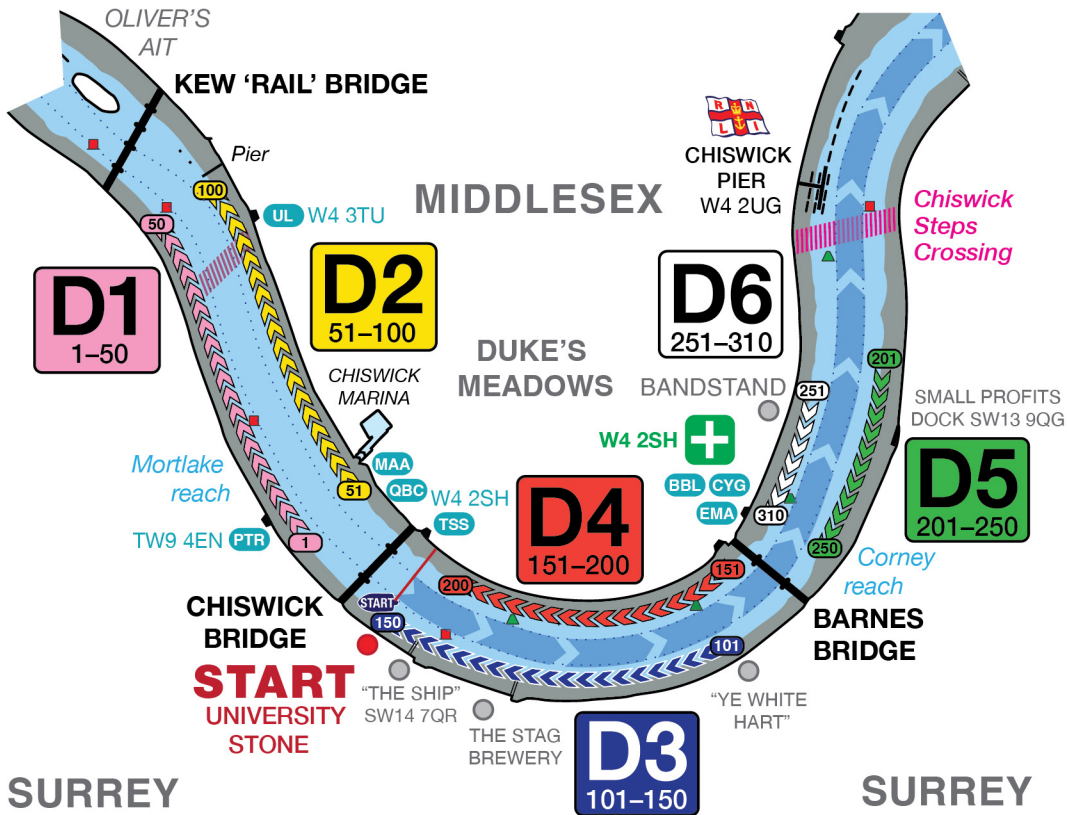 OLIVER'S
AIT
KEW ‘RAIL’ BRIDGE
Pier
100
UL W4 3TU
50
D1
1–50
D2
51–100
MIDDLESEX
R N
L I
CHISWICK
PIER
W4 2UG
Chiswick
Steps
Crossing
D6
251–310
DUKE'S
MEADOWS
CHISWICK
MARINA
BANDSTAND
251
201
SMALL PROFITS
DOCK SW13 9QG
W4 2SH
D5
201–250
Mortlake
reach
MAA
QBC
W4 2SH
TSS
51
BBL CYG
EMA
310
250
TW9 4EN PTR
1
D4
151–200
Corney
reach
200
151
START
150
101
CHISWICK
BRIDGE
BARNES
BRIDGE
START
UNIVERSITY
STONE
“THE SHIP”
SW14 7QR
THE STAG
BREWERY
“YE WHITE
HART”
D3
101–150
SURREY
SURREY